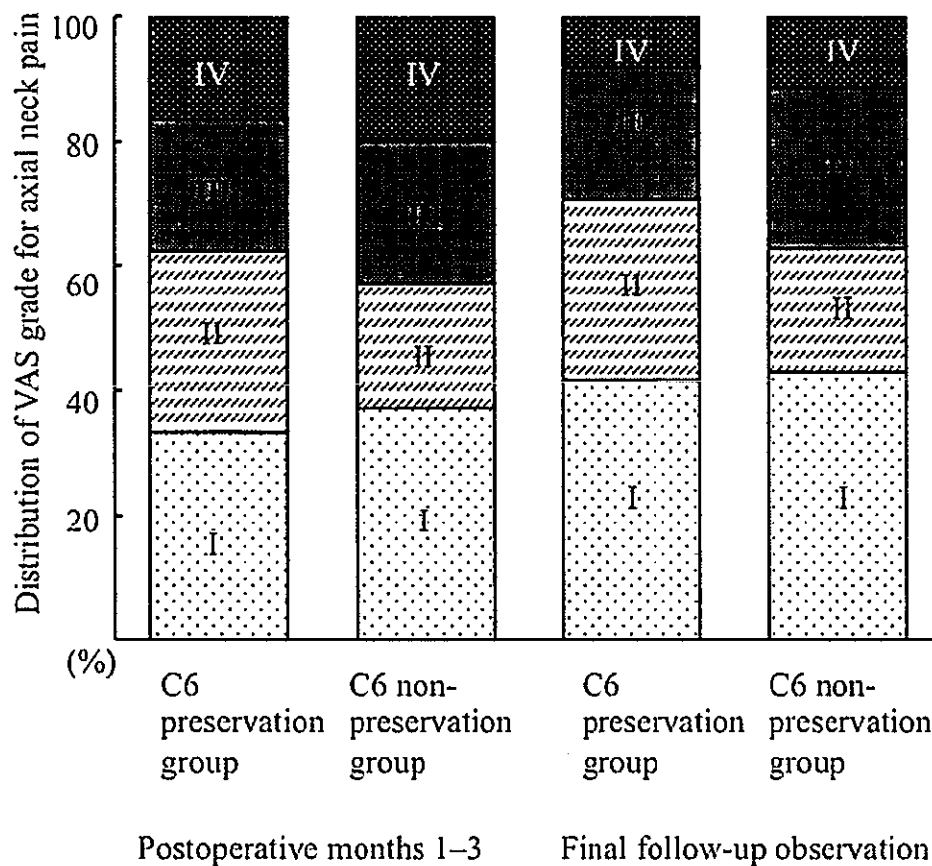 Distribution of VAS grade for axial neck pain
100
80
60
40
20
(%)
IV
II
I
IV
II
I
IV
II
I
IV
II
I
C6
preservation
group
C6 non-
preservation
group
C6
preservation
group
C6 non-
preservation
group
Postoperative months 1–3
Final follow-up observation